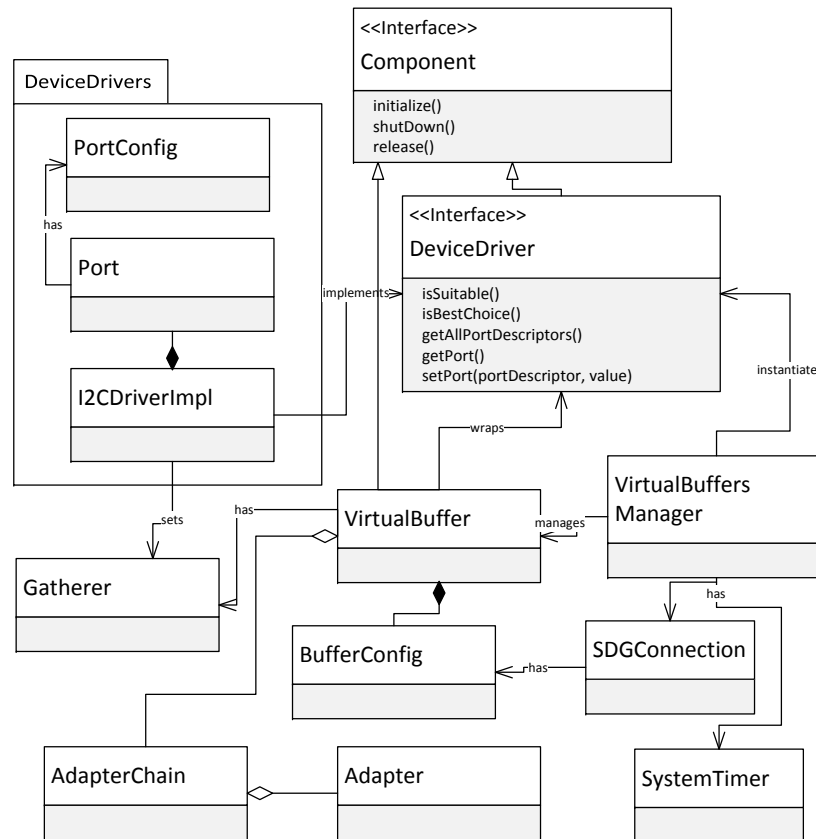 <<Interface>>
Component
initialize()
shutDown()
release()
DeviceDrivers
PortConfig
has
Port
I2CDriverImpl
implements
<<Interface>>
DeviceDriver
isSuitable()
isBestChoice()
getAllPortDescriptors()
getPort()
setPort(portDescriptor, value)
instantiate
wraps
sets
has
VirtualBuffer
manages
VirtualBuffers
Manager
Gatherer
has
BufferConfig
has
SDGConnection
AdapterChain
Adapter
SystemTimer